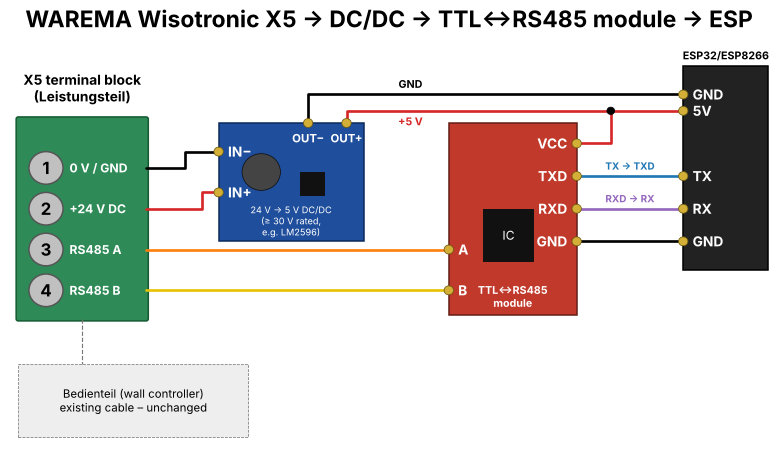 WAREMA Wisotronic X5 → DC/DC → TTL↔RS485 module → ESP
ESP32/ESP8266
X5 terminal block
(Leistungsteil)
1 0 V / GND
2 +24 V DC
3 RS485 A
4 RS485 B
IN−
IN+
OUT− OUT+
24 V → 5 V DC/DC
(≥ 30 V rated,
e.g. LM2596)
GND
+5 V
VCC
TXD
RXD
GND
IC
A
B
TTL↔RS485
module
TX → TXD
RXD → RX
GND
5V
TX
RX
GND
Bedienteil (wall controller)
existing cable – unchanged